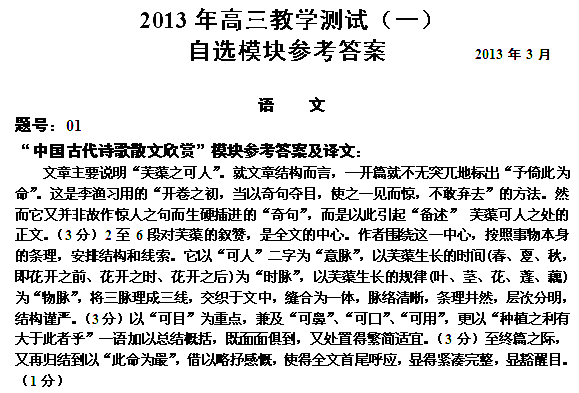 2013年高三教学测试（一）
自选模块参考答案 2013年3月
语 文
题号：01
“中国古代诗歌散文欣赏”模块参考答案及译文：
文章主要说明“芙蕖之可人”。就文章结构而言，一开篇就不无突兀地标出“予倚此为
命”。这是李渔习用的“开卷之初，当以奇句夺目，使之一见而惊，不敢弃去”的方法。然
而它又并非故作惊人之句而生硬插进的“奇句”，而是以此引起“备述” 芙蕖可人之处的
正文。（3分）2至6段对芙蕖的叙赞，是全文的中心。作者围绕这一中心，按照事物本身
的条理，安排结构和线索。它以“可人”二字为“意脉”，以芙蕖生长的时间(春、夏、秋，
即花开之前、花开之时、花开之后)为“时脉”，以芙蕖生长的规律(叶、茎、花、莲、藕)
为“物脉”，将三脉理成三线，交织于文中，缝合为一体，脉络清晰，条理井然，层次分明，
结构谨严。（3分）以“可目”为重点，兼及“可鼻”、“可口”、“可用”，更以“种植之利有
大于此者乎”一语加以总结概括，既面面俱到，又处置得繁简适宜。（3分）至终篇之际，
又再归结到以“此命为最”，借以略抒感慨，使得全文首尾呼应，显得紧凑完整，显豁醒目。
（1分）